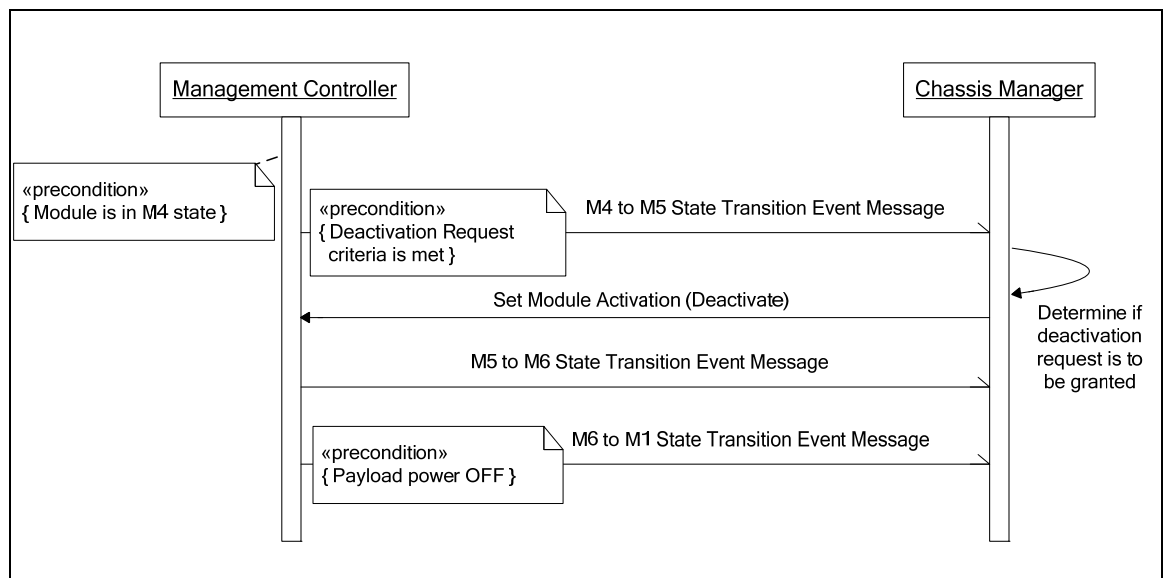 Management Controller
Chassis Manager
«precondition»
{ Module is in M4 state }
«precondition»
{ Deactivation Request
criteria is met }
M4 to M5 State Transition Event Message
Set Module Activation (Deactivate)
Determine if
deactivation
request is to
be granted
M5 to M6 State Transition Event Message
«precondition»
{ Payload power OFF }
M6 to M1 State Transition Event Message